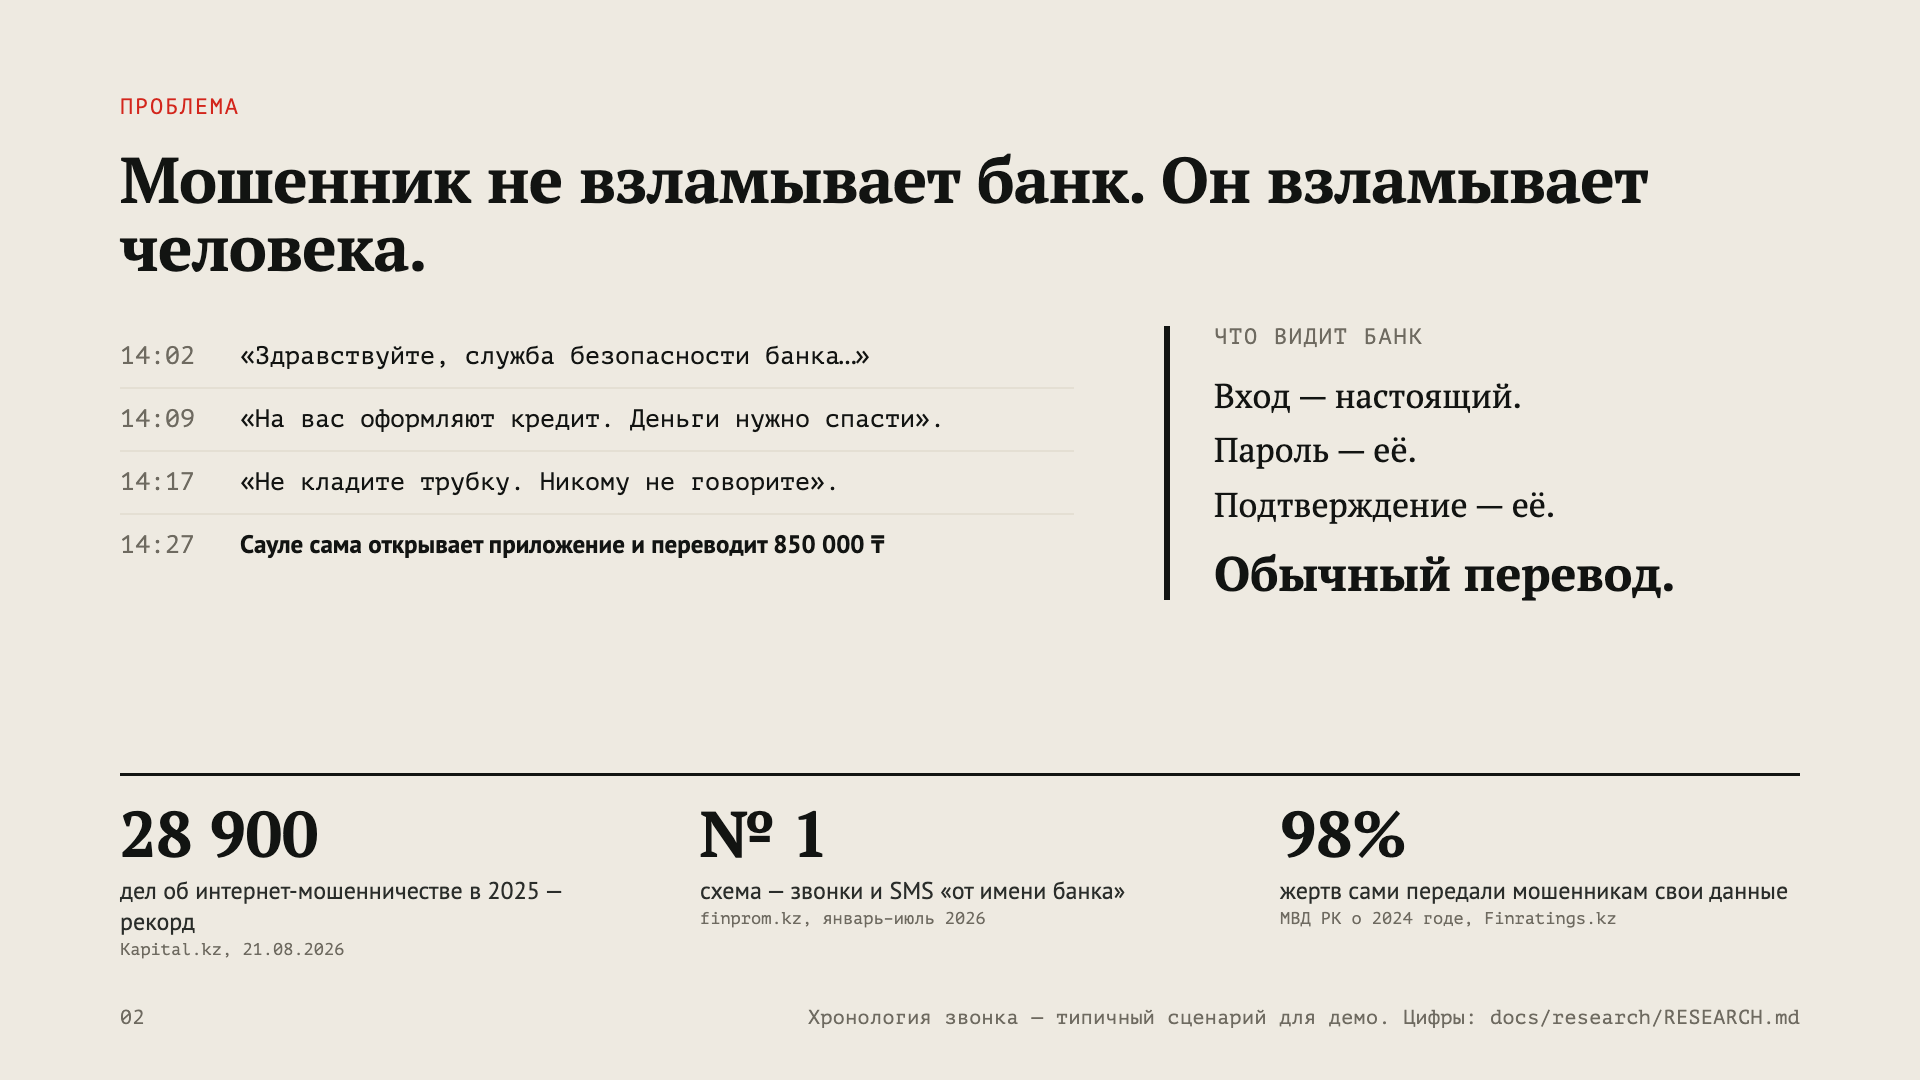 ПРОБЛЕМА
Мошенник не взламывает банк. Он взламывает
человека.
14:02 «Здравствуйте, служба безопасности банка…»
14:09 «На вас оформляют кредит. Деньги нужно спасти».
14:17 «Не кладите трубку. Никому не говорите».
14:27 Сауле сама открывает приложение и переводит 850 000 ₸
ЧТО ВИДИТ БАНК
Вход — настоящий.
Пароль — её.
Подтверждение — её.
Обычный перевод.
28 900
дел об интернет-мошенничестве в 2025 —
рекорд
Kapital.kz, 21.08.2026
№ 1
схема — звонки и SMS «от имени банка»
finprom.kz, январь–июль 2026
98%
жертв сами передали мошенникам свои данные
МВД РК о 2024 годе, Finratings.kz
02
Хронология звонка — типичный сценарий для демо. Цифры: docs/research/RESEARCH.md